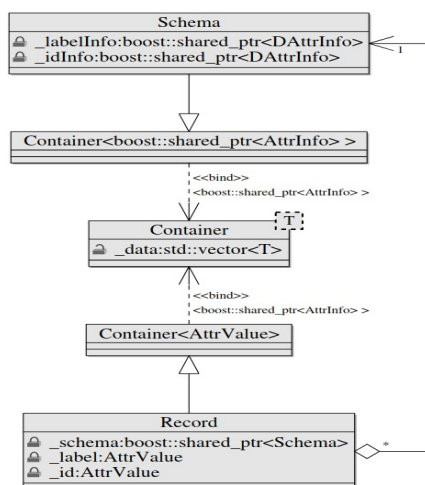 Schema
_labelInfo:boost::shared_ptr<DAttrInfo>
_idInfo:boost::shared_ptr<DAttrInfo>
1
Container<boost::shared_ptr<AttrInfo> >
<<bind>>
<boost::shared_ptr<AttrInfo> >
T
Container
_data:std::vector<T>
<<bind>>
<boost::shared_ptr<AttrInfo> >
Container<AttrValue>
Record
_schema:boost::shared_ptr<Schema>
*
_label:AttrValue
_id:AttrValue